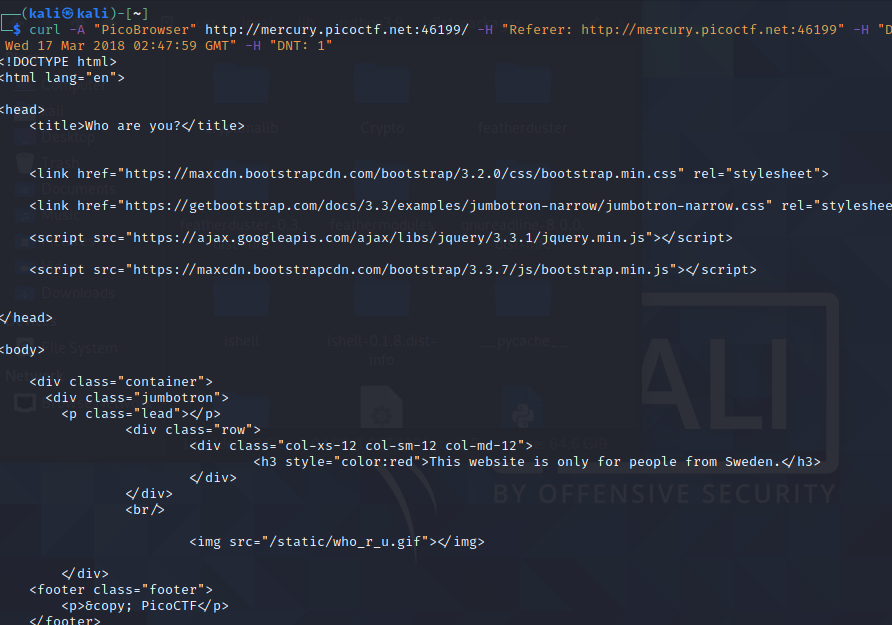 (kali㉿kali)-[~]
$ curl -A "PicoBrowser" http://mercury.picoctf.net:46199/ -H "Referer: http://mercury.picoctf.net:46199" -H "D
Wed 17 Mar 2018 02:47:59 GMT" -H "DNT: 1"
<!DOCTYPE html>
<html lang="en">
<head>
<title>Who are you?</title>
<link href="https://maxcdn.bootstrapcdn.com/bootstrap/3.2.0/css/bootstrap.min.css" rel="stylesheet">
<link href="https://getbootstrap.com/docs/3.3/examples/jumbotron-narrow/jumbotron-narrow.css" rel="styleshee
<script src="https://ajax.googleapis.com/ajax/libs/jquery/3.3.1/jquery.min.js"></script>
<script src="https://maxcdn.bootstrapcdn.com/bootstrap/3.3.7/js/bootstrap.min.js"></script>
</head>
<body>
<div class="container">
<div class="jumbotron">
<p class="lead"></p>
<div class="row">
<div class="col-xs-12 col-sm-12 col-md-12">
<h3 style="color:red">This website is only for people from Sweden.</h3>
</div>
</div>
<br/>
<img src="/static/who_r_u.gif"></img>
</div>
<footer class="footer">
<p>&copy; PicoCTF</p>
</footer>
Crypto
featherduster
Desktop
Trash
Documents
Music
Downloads
ishell
ishell-0.1.8.dist-
info
__pycache__
File System
Network
ALI
BY OFFENSIVE SECURITY